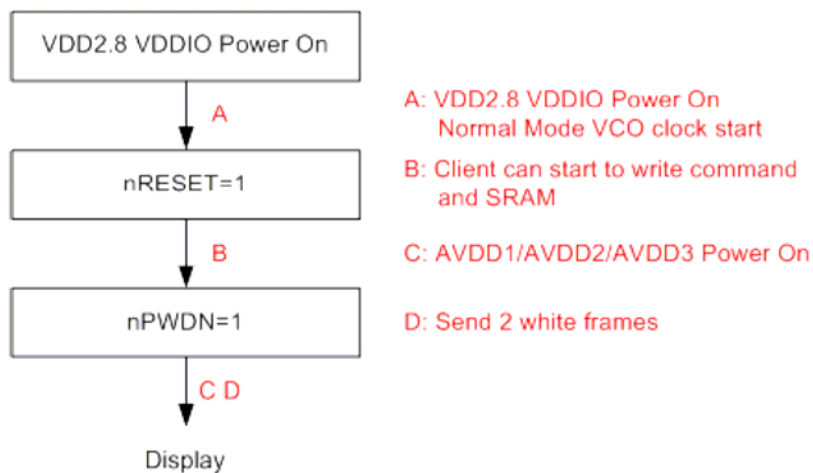 VDD2.8 VDDIO Power On
A
nRESET=1
B
nPWDN=1
C D
Display
A: VDD2.8 VDDIO Power On
Normal Mode VCO clock start
B: Client can start to write command
and SRAM
C: AVDD1/AVDD2/AVDD3 Power On
D: Send 2 white frames